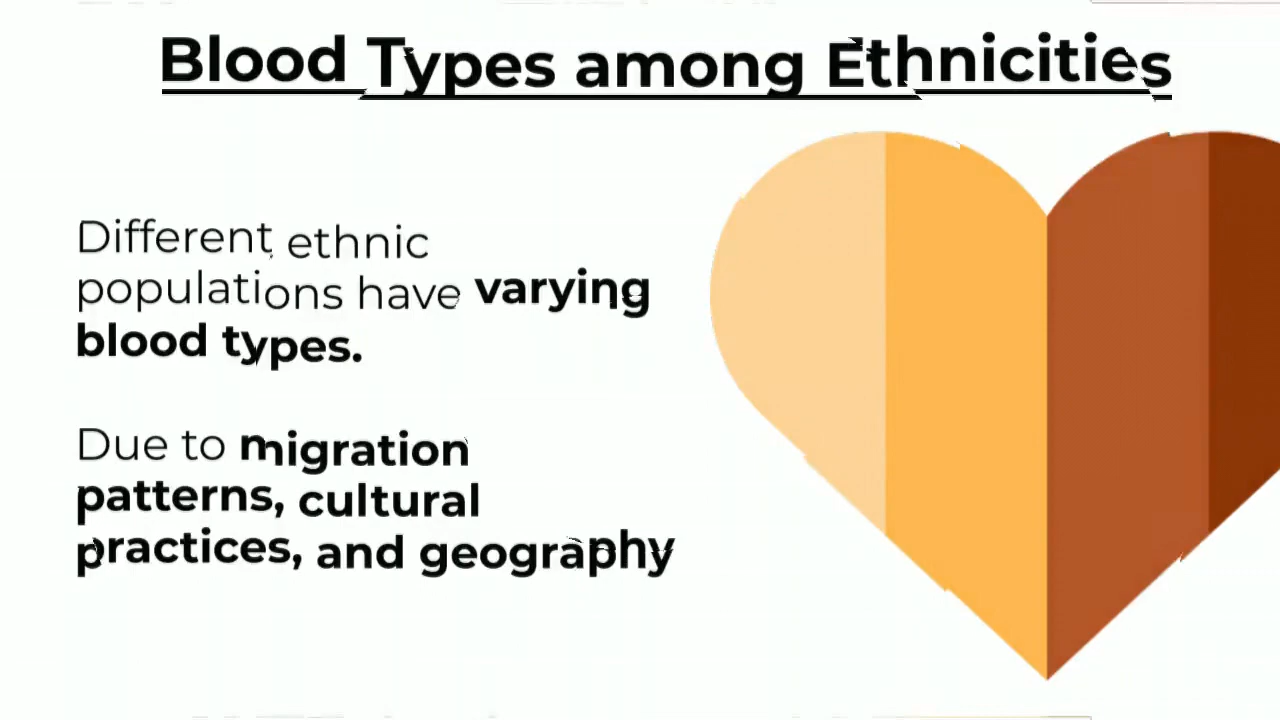 Blood Types among Ethnicities
Different ethnic
populations have varying
blood types.
Due to migration
patterns, cultural
practices, and geography